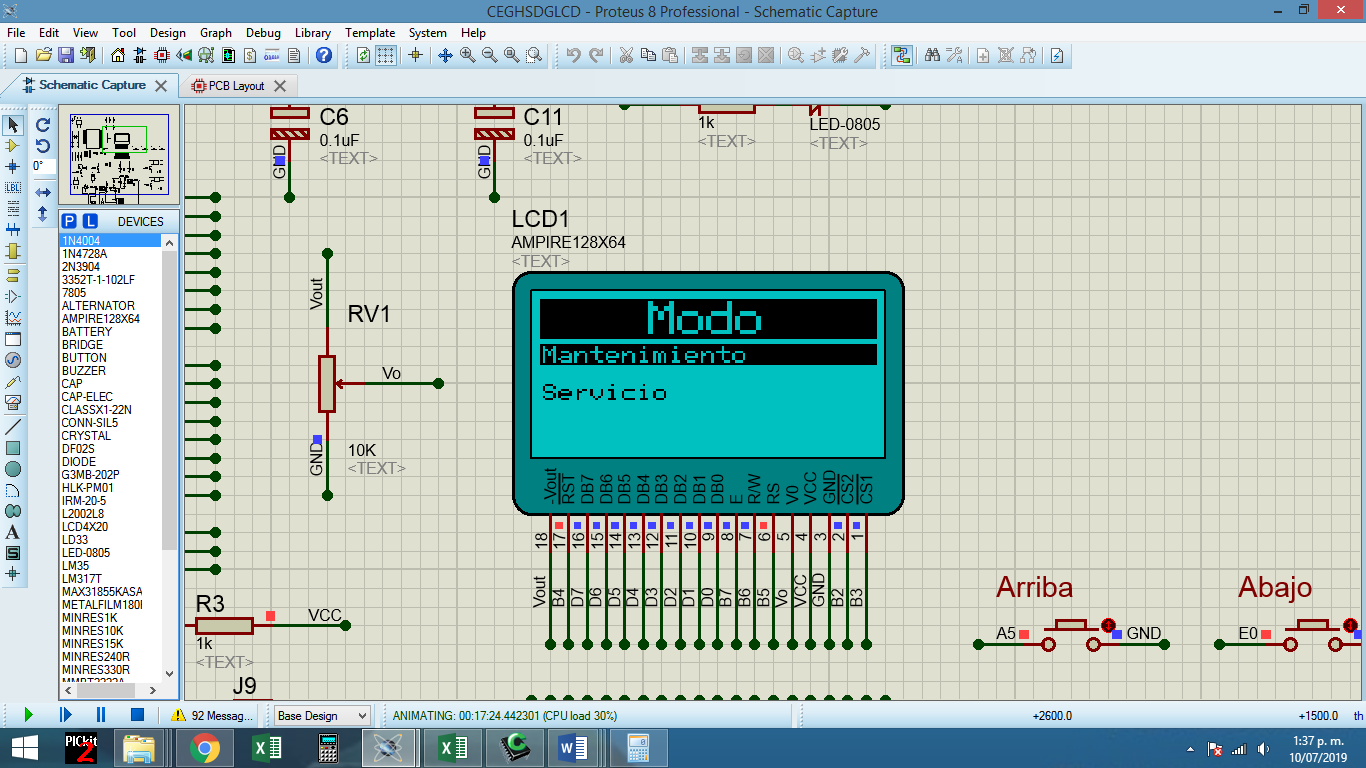 CEGHSDGLCD - Proteus 8 Professional - Schematic Capture
File Edit View Tool Design Graph Debug Library Template System Help
Schematic Capture
PCB Layout
0°
LBL
A
S
P L DEVICES
1N4004
1N4728A
2N3904
3352T-1-102LF
7805
ALTERNATOR
AMPIRE128X64
BATTERY
BRIDGE
BUTTON
BUZZER
CAP
CAP-ELEC
CLASSX1-22N
CONN-SIL5
CRYSTAL
DF02S
DIODE
G3MB-202P
HLK-PM01
IRM-20-5
L2002L8
LCD4X20
LD33
LED-0805
LM35
LM317T
MAX31855KASA
METALFILM180I
MINRES1K
MINRES10K
MINRES15K
MINRES240R
MINRES330R
C6
0.1uF
<TEXT>
GND
C11
0.1uF
<TEXT>
GND
1k
<TEXT>
LED-0805
<TEXT>
LCD1
AMPIRE128X64
<TEXT>
Modo
Mantenimiento
Servicio
Vout
RV1
Vo
GND
10K
<TEXT>
-Vout RST DB7 DB6 DB5 DB4 DB3 DB2 DB1 DB0 E R/W RS V0 VCC GND CS2 CS1
18 17 16 15 14 13 12 11 10 9 8 7 6 5 4 3 2 1
Vout B4 D7 D6 D5 D4 D3 D2 D1 D0 B7 B6 B5 Vo VCC GND B2 B3
R3
VCC
1k
<TEXT>
J9
Arriba
A5
GND
Abajo
E0
92 Messag...
Base Design
ANIMATING: 00:17:24.442301 (CPU load 30%)
+2600.0
+1500.0
th
PICkit
2
1:37 p. m.
10/07/2019